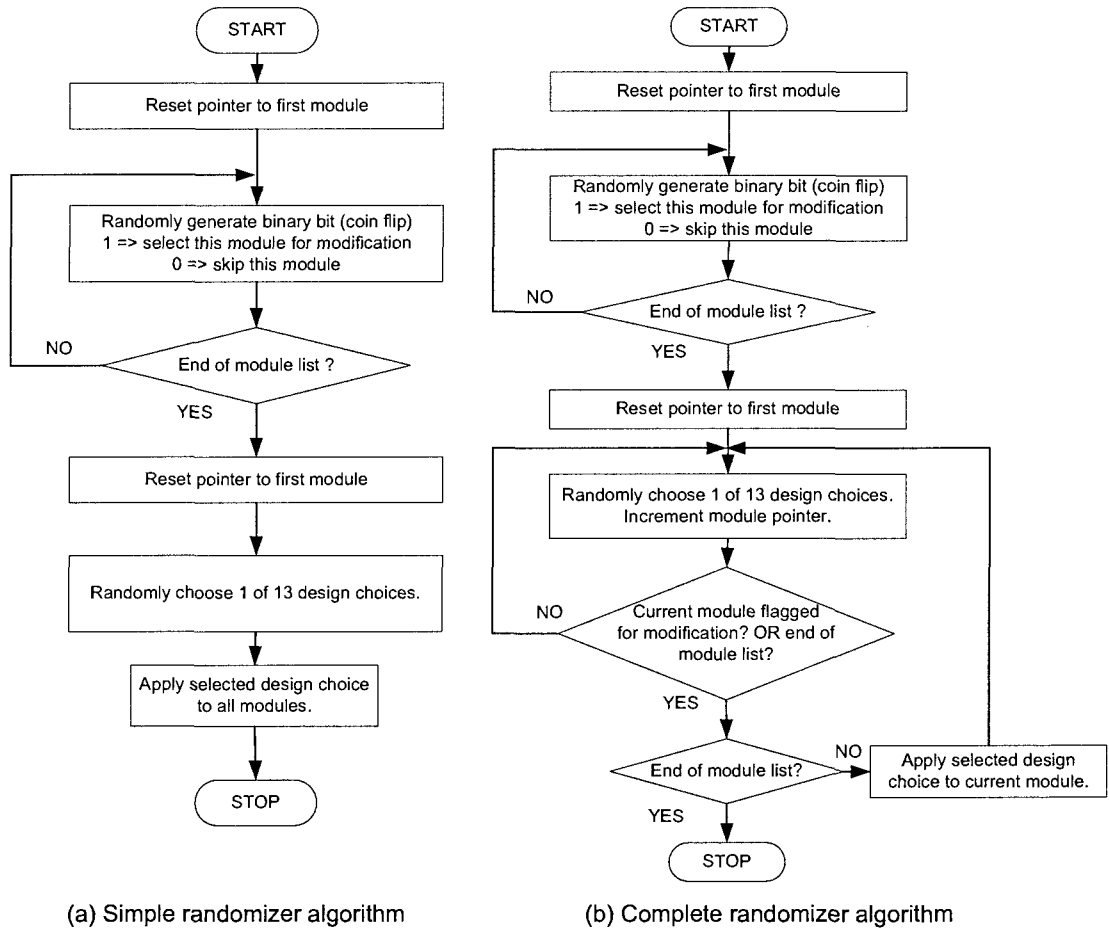 START
Reset pointer to first module
Randomly generate binary bit (coin flip)
1 => select this module for modification
0 => skip this module
NO
End of module list ?
YES
Reset pointer to first module
Randomly choose 1 of 13 design choices.
Apply selected design choice
to all modules.
STOP
(a) Simple randomizer algorithm
START
Reset pointer to first module
Randomly generate binary bit (coin flip)
1 => select this module for modification
0 => skip this module
NO
End of module list ?
YES
Reset pointer to first module
Randomly choose 1 of 13 design choices.
Increment module pointer.
NO
Current module flagged
for modification? OR end of
module list?
YES
End of module list?
NO
Apply selected design
choice to current module.
YES
STOP
(b) Complete randomizer algorithm